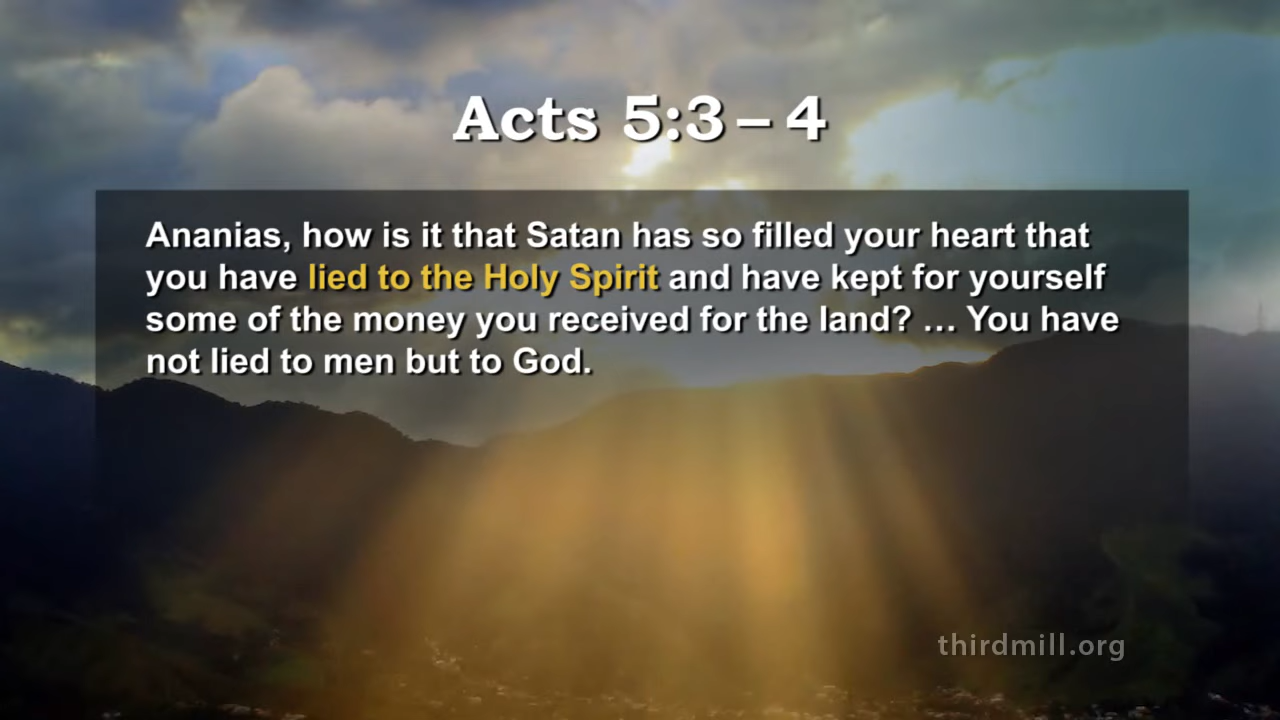 Acts 5:3 – 4
Ananias, how is it that Satan has so filled your heart that
you have lied to the Holy Spirit and have kept for yourself
some of the money you received for the land? … You have
not lied to men but to God.
thirdmill.org